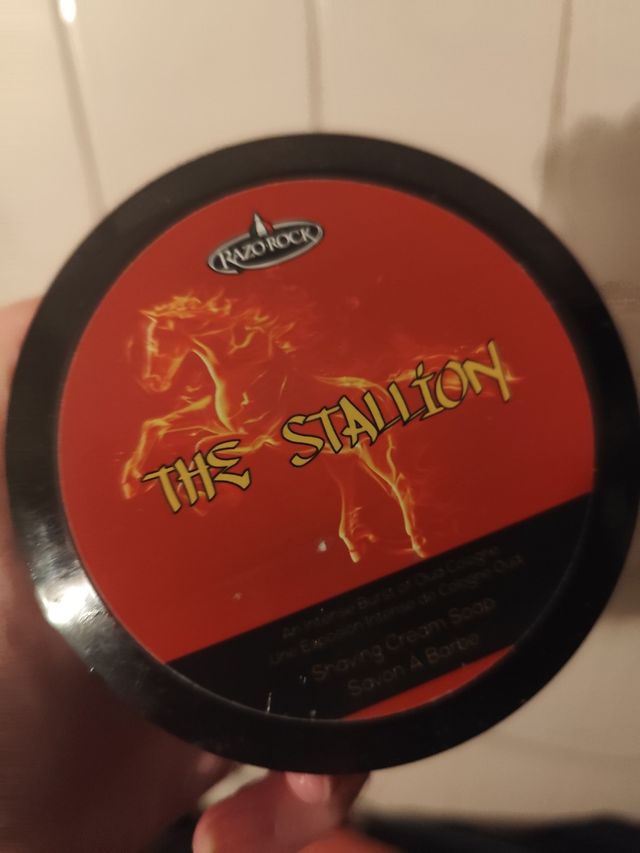 RAZOROCK
THE STALLION
An Intense Burst of Oud Cologne
Une Expolsion Intense de Cologne Oud
Shaving Cream Soap
Savon À Barbe